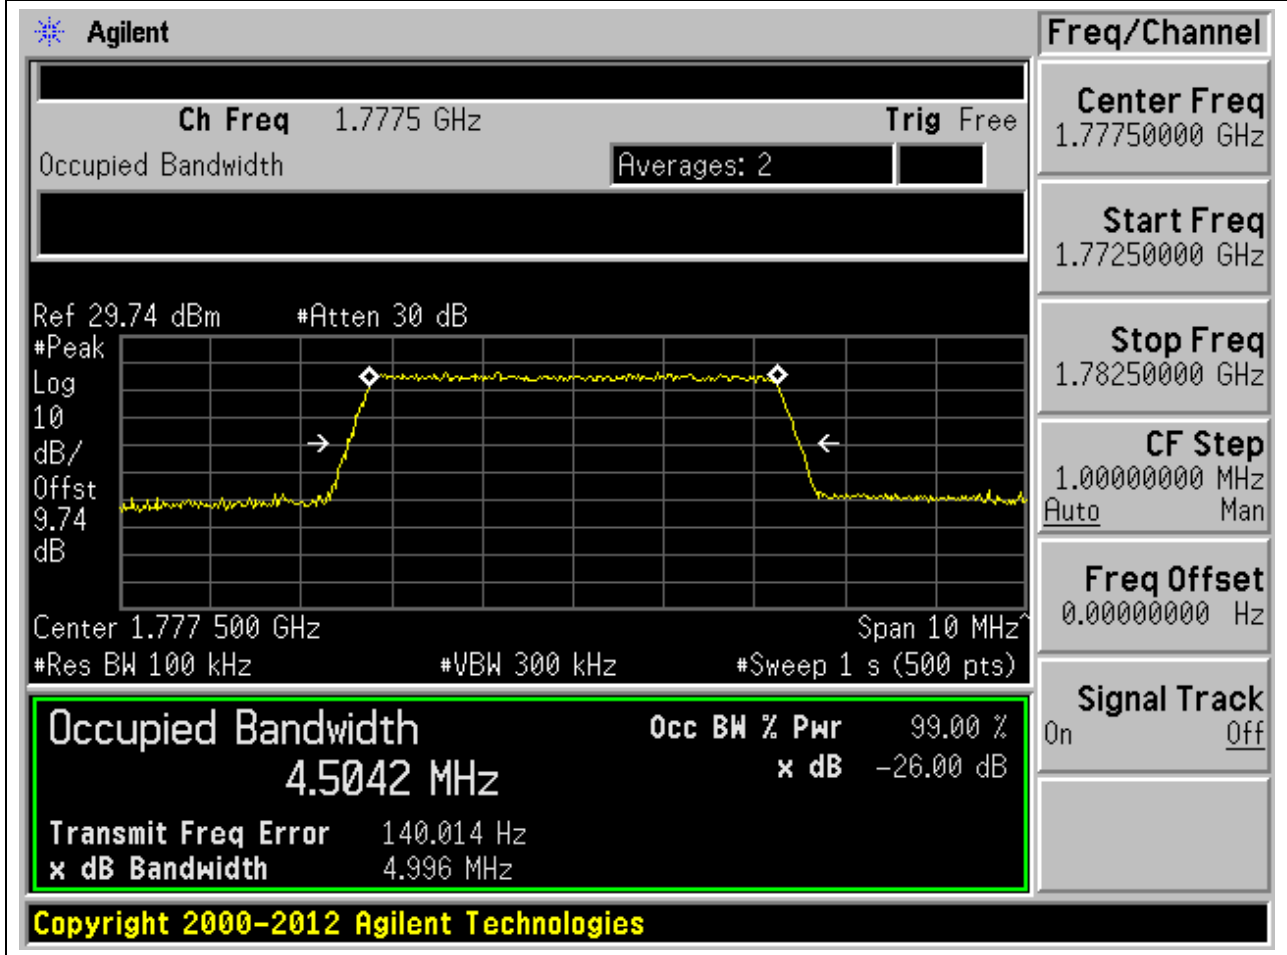 Agilent
Freq/Channel
Ch Freq 1.7775 GHz Trig Free
Occupied Bandwidth Averages: 2
Center Freq
1.77750000 GHz
Start Freq
1.77250000 GHz
Stop Freq
1.78250000 GHz
CF Step
1.00000000 MHz
Auto Man
Freq Offset
0.00000000 Hz
Signal Track
On Off
Ref 29.74 dBm #Atten 30 dB
#Peak
Log
10
dB/
Offst
9.74
dB
Center 1.777 500 GHz Span 10 MHz^
#Res BW 100 kHz #VBW 300 kHz #Sweep 1 s (500 pts)
Occupied Bandwidth Occ BW % Pwr 99.00 %
4.5042 MHz x dB -26.00 dB
Transmit Freq Error 140.014 Hz
x dB Bandwidth 4.996 MHz
Copyright 2000-2012 Agilent Technologies